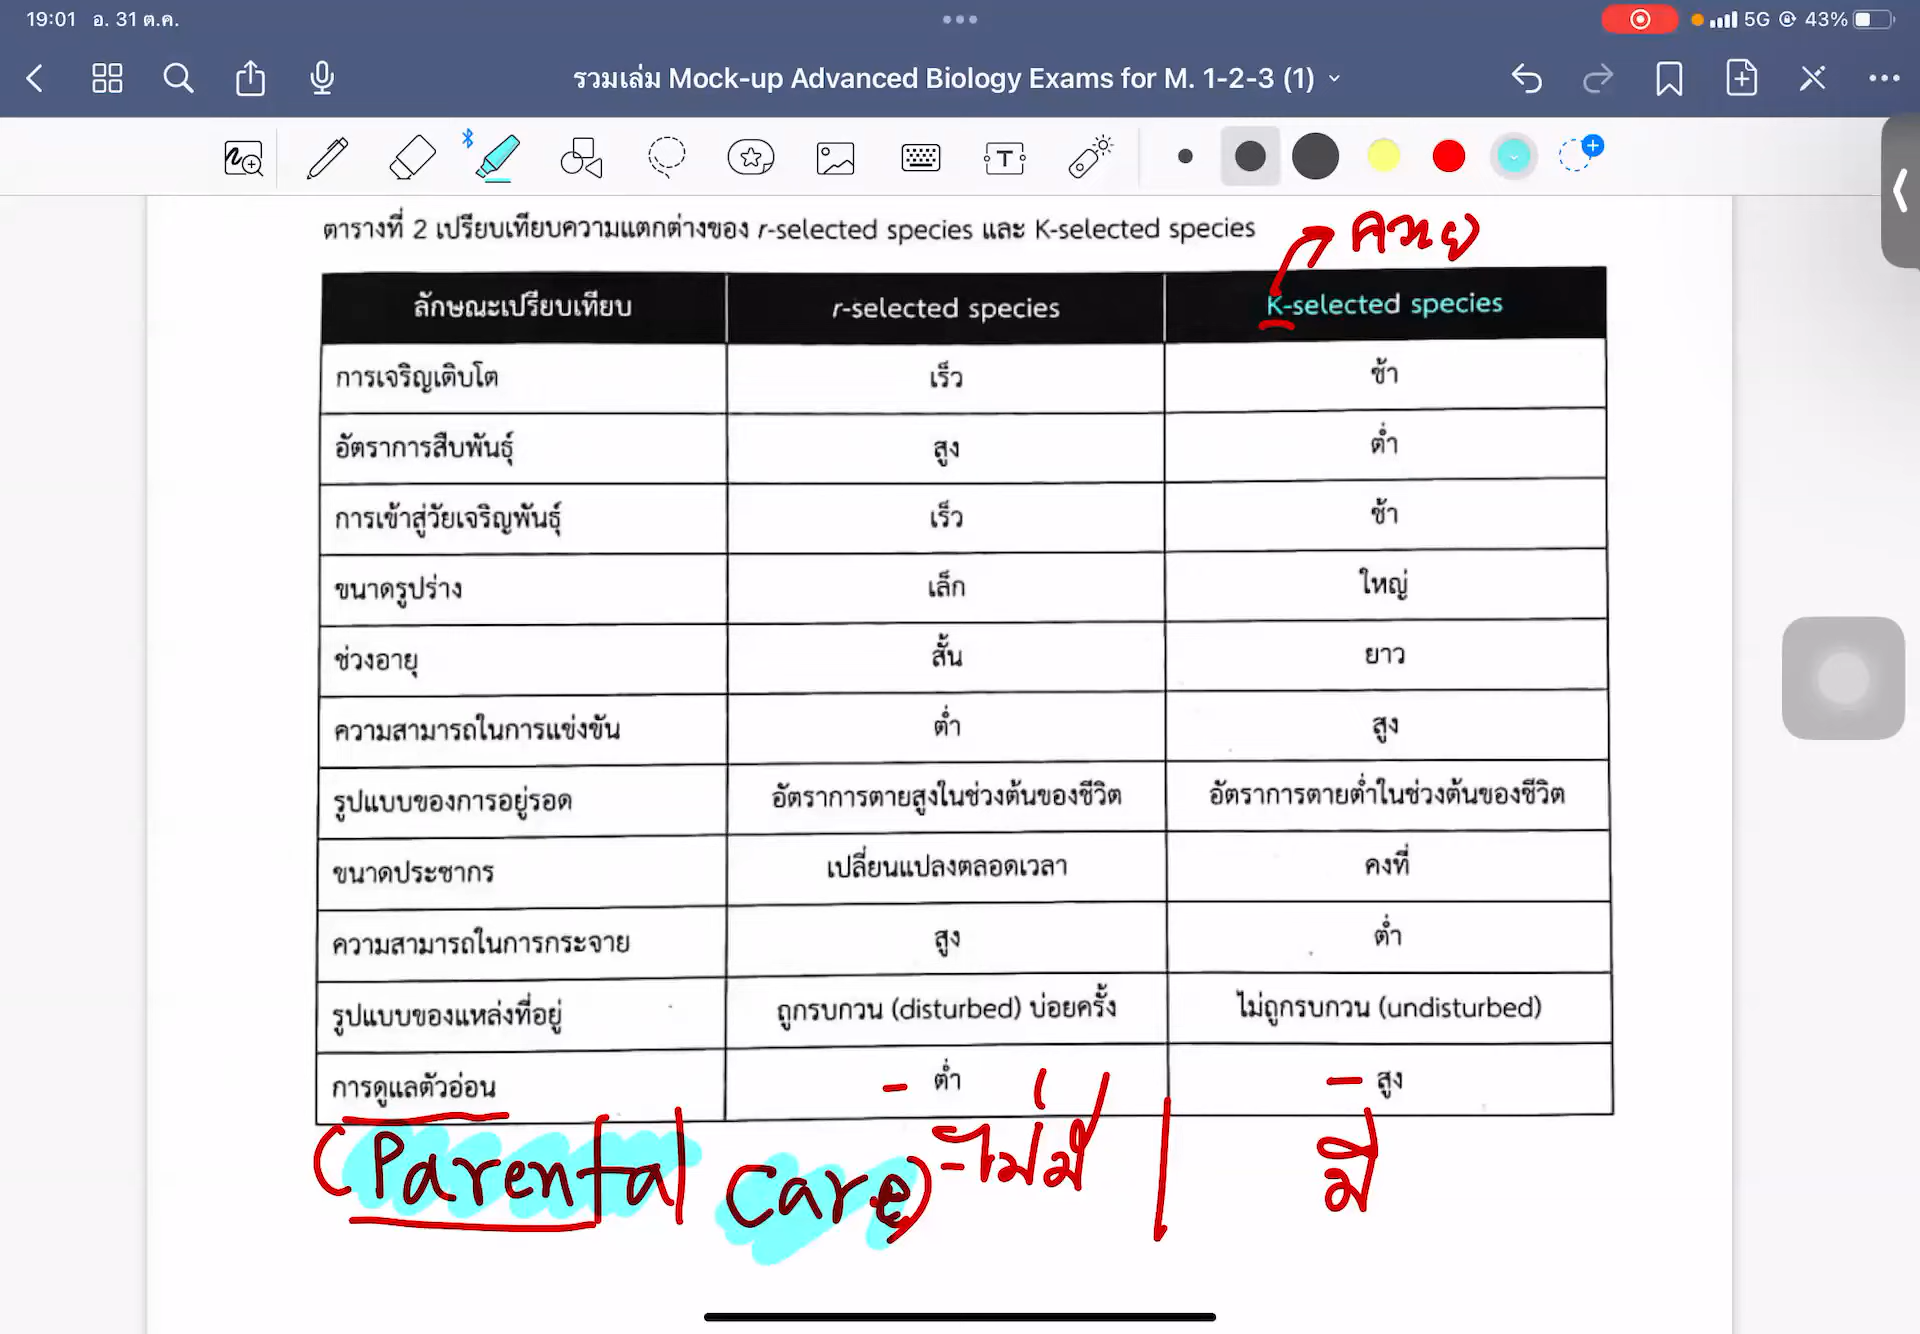 19:01 อ. 31 ต.ค.
5G 43%
รวมเล่ม Mock-up Advanced Biology Exams for M. 1-2-3 (1)
ตารางที่ 2 เปรียบเทียบความแตกต่างของ r-selected species และ K-selected species
ควาย
ลักษณะเปรียบเทียบ r-selected species K-selected species
การเจริญเติบโต เร็ว ช้า
อัตราการสืบพันธุ์ สูง ต่ำ
การเข้าสู่วัยเจริญพันธุ์ เร็ว ช้า
ขนาดรูปร่าง เล็ก ใหญ่
ช่วงอายุ สั้น ยาว
ความสามารถในการแข่งขัน ต่ำ สูง
รูปแบบของการอยู่รอด อัตราการตายสูงในช่วงต้นของชีวิต อัตราการตายต่ำในช่วงต้นของชีวิต
ขนาดประชากร เปลี่ยนแปลงตลอดเวลา คงที่
ความสามารถในการกระจาย สูง ต่ำ
รูปแบบของแหล่งที่อยู่ ถูกรบกวน (disturbed) บ่อยครั้ง ไม่ถูกรบกวน (undisturbed)
การดูแลตัวอ่อน - ต่ำ - สูง
(Parental care) - ไม่มี | มี